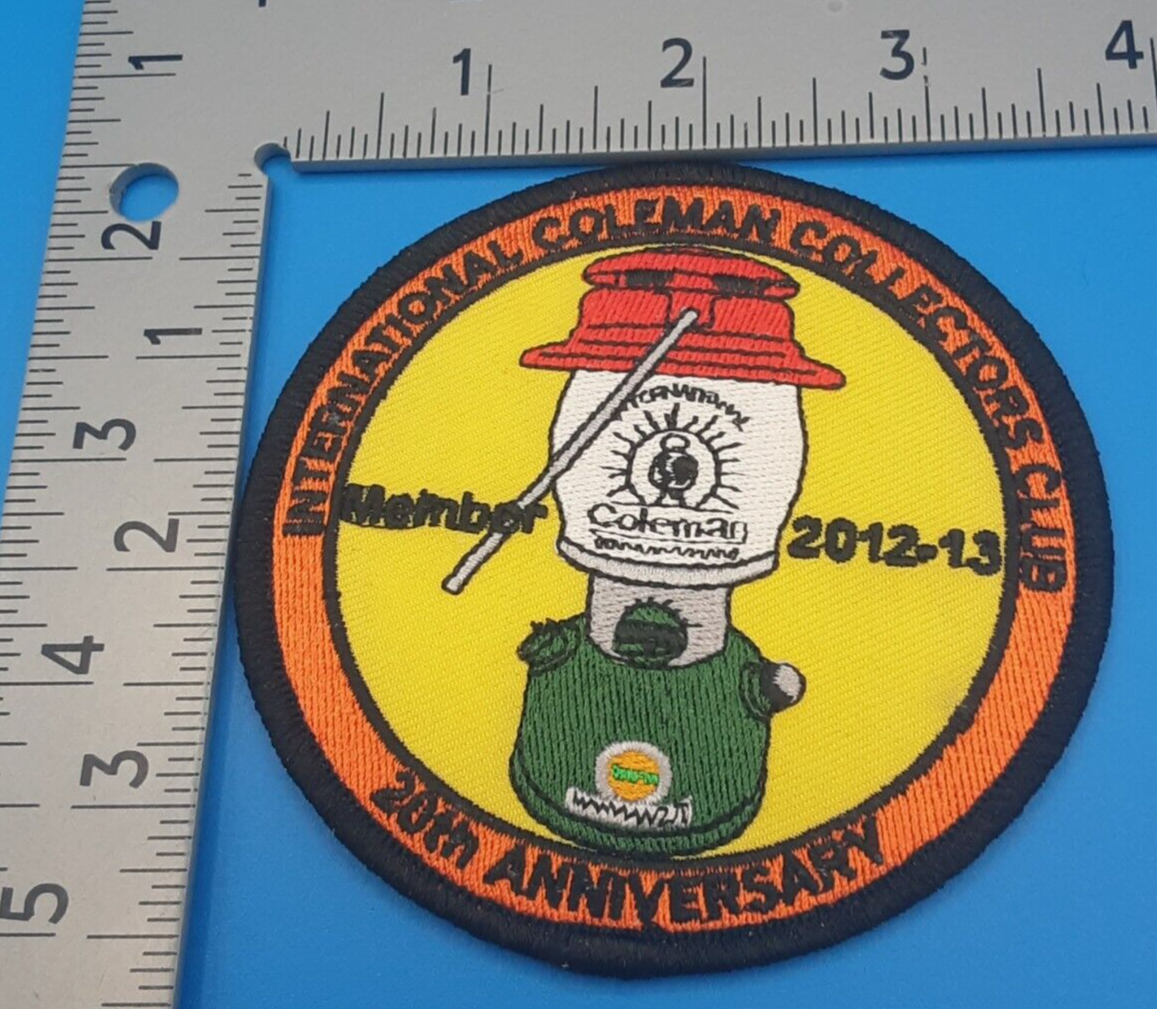 1 2 3 4
1
2
3
4
5
1
2
3
INTERNATIONAL COLEMAN COLLECTORS CLUB
INTERNATIONAL
Coleman
Member 2012-13
20th ANNIVERSARY